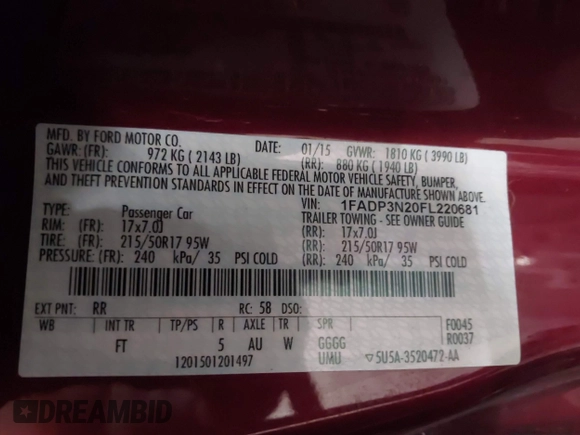 MFD. BY FORD MOTOR CO.
DATE: 01/15 GVWR: 1810 KG ( 3990 LB)
GAWR: (FR): 972 KG ( 2143 LB) (RR): 880 KG ( 1940 LB)
THIS VEHICLE CONFORMS TO ALL APPLICABLE FEDERAL MOTOR VEHICLE SAFETY, BUMPER,
AND THEFT PREVENTION STANDARDS IN EFFECT ON THE DATE OF MANUFACTURE SHOWN ABOVE.
VIN: 1FADP3N20FL220681
TYPE: Passenger Car TRAILER TOWING - SEE OWNER GUIDE
RIM: (FR): 17x7.0J (RR): 17x7.0J
TIRE: (FR): 215/50R17 95W (RR): 215/50R17 95W
PRESSURE: (FR): 240 kPa/ 35 PSI COLD (RR): 240 kPa/ 35 PSI COLD
EXT PNT: RR RC: 58 DSO:
WB INT TR TP/PS R AXLE TR SPR F0045
R0037
FT 5 AU W GGGG
1201501201497 UMU ▽5U5A-3520472-AA
DREAMBID